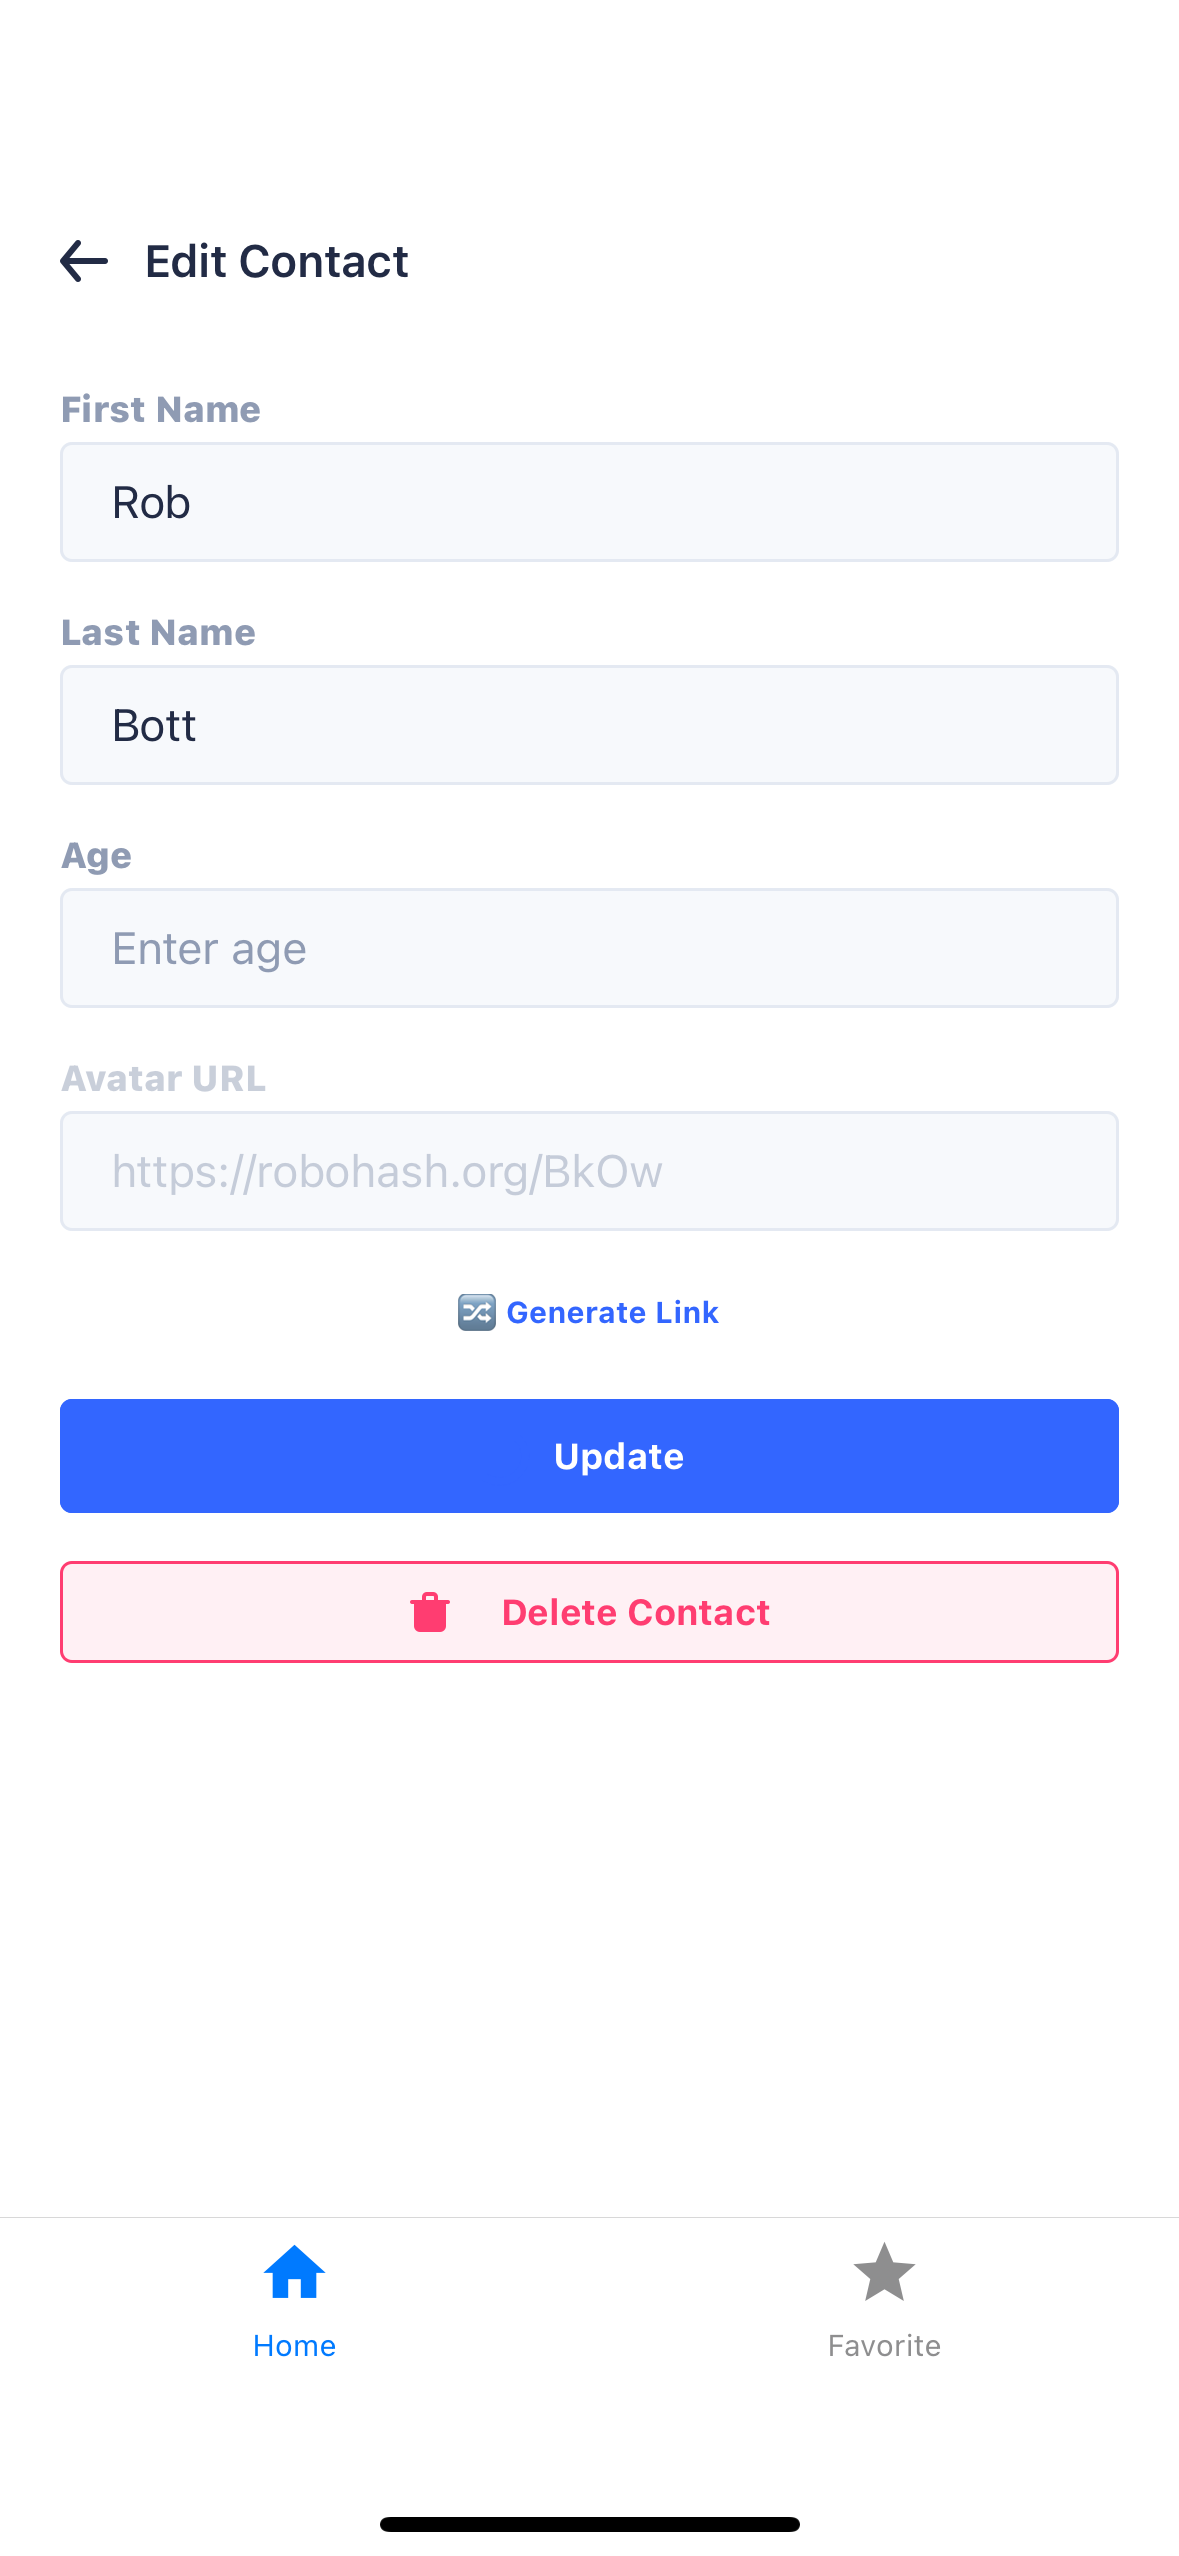 Edit Contact
First Name
Rob
Last Name
Bott
Age
Enter age
Avatar URL
https://robohash.org/BkOw
Generate Link
Update
Delete Contact
Home
Favorite